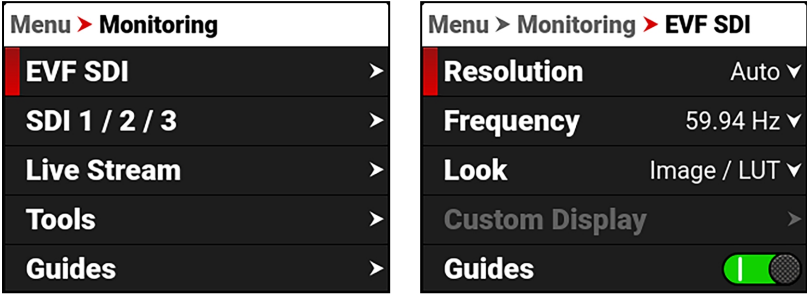 Menu ➤ Monitoring
EVF SDI
SDI 1 / 2 / 3
Live Stream
Tools
Guides
Menu ➤ Monitoring ➤ EVF SDI
Resolution Auto
Frequency 59.94 Hz
Look Image / LUT
Custom Display
Guides